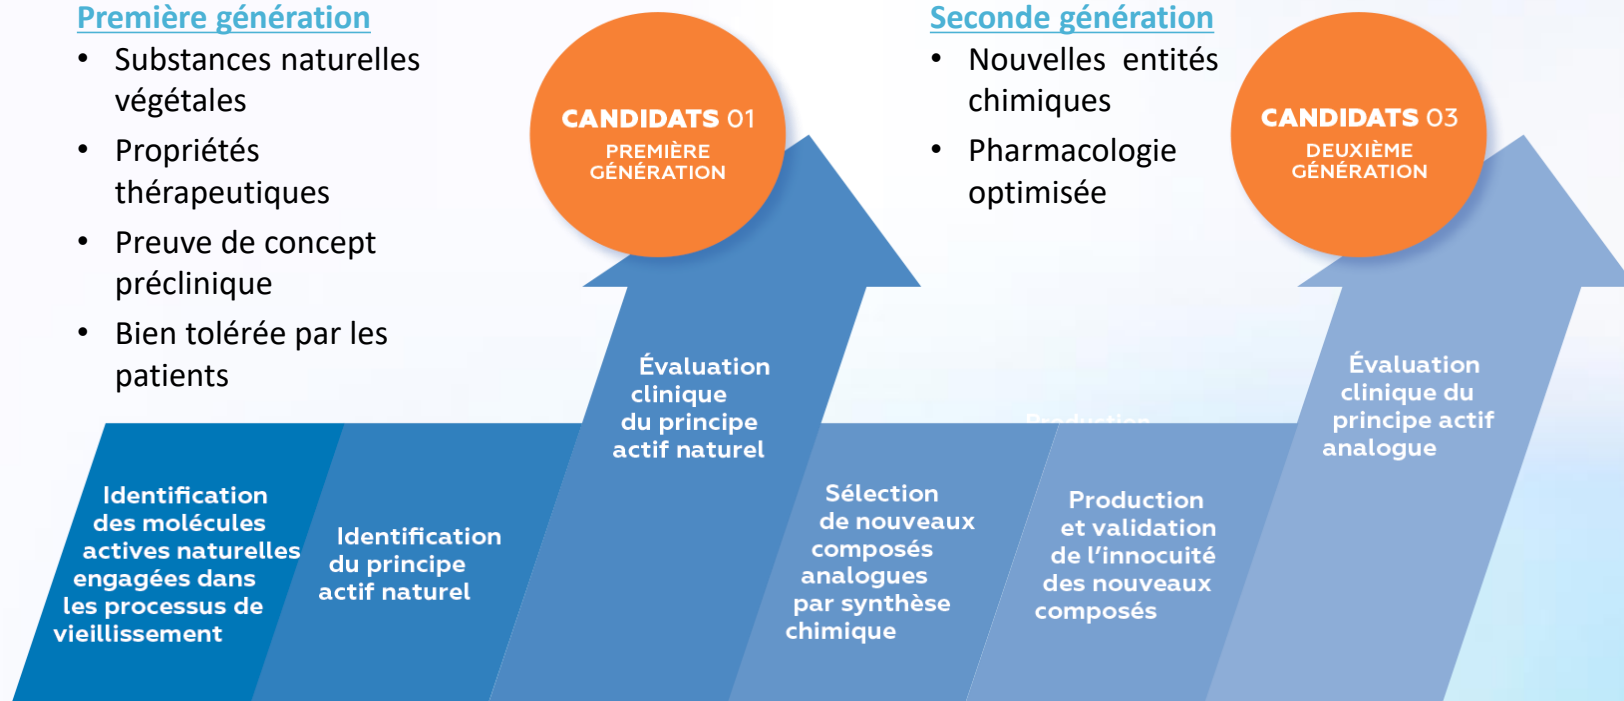 Première génération
• Substances naturelles
végétales
• Propriétés
thérapeutiques
• Preuve de concept
préclinique
• Bien tolérée par les
patients
CANDIDATS 01
PREMIÈRE
GÉNÉRATION
Seconde génération
• Nouvelles entités
chimiques
• Pharmacologie
optimisée
CANDIDATS 03
DEUXIÈME
GÉNÉRATION
Identification
des molécules
actives naturelles
engagées dans
les processus de
vieillissement
Identification
du principe
actif naturel
Évaluation
clinique
du principe
actif naturel
Sélection
de nouveaux
composés
analogues
par synthèse
chimique
Production
Production
et validation
de l’innocuité
des nouveaux
composés
Évaluation
clinique du
principe actif
analogue